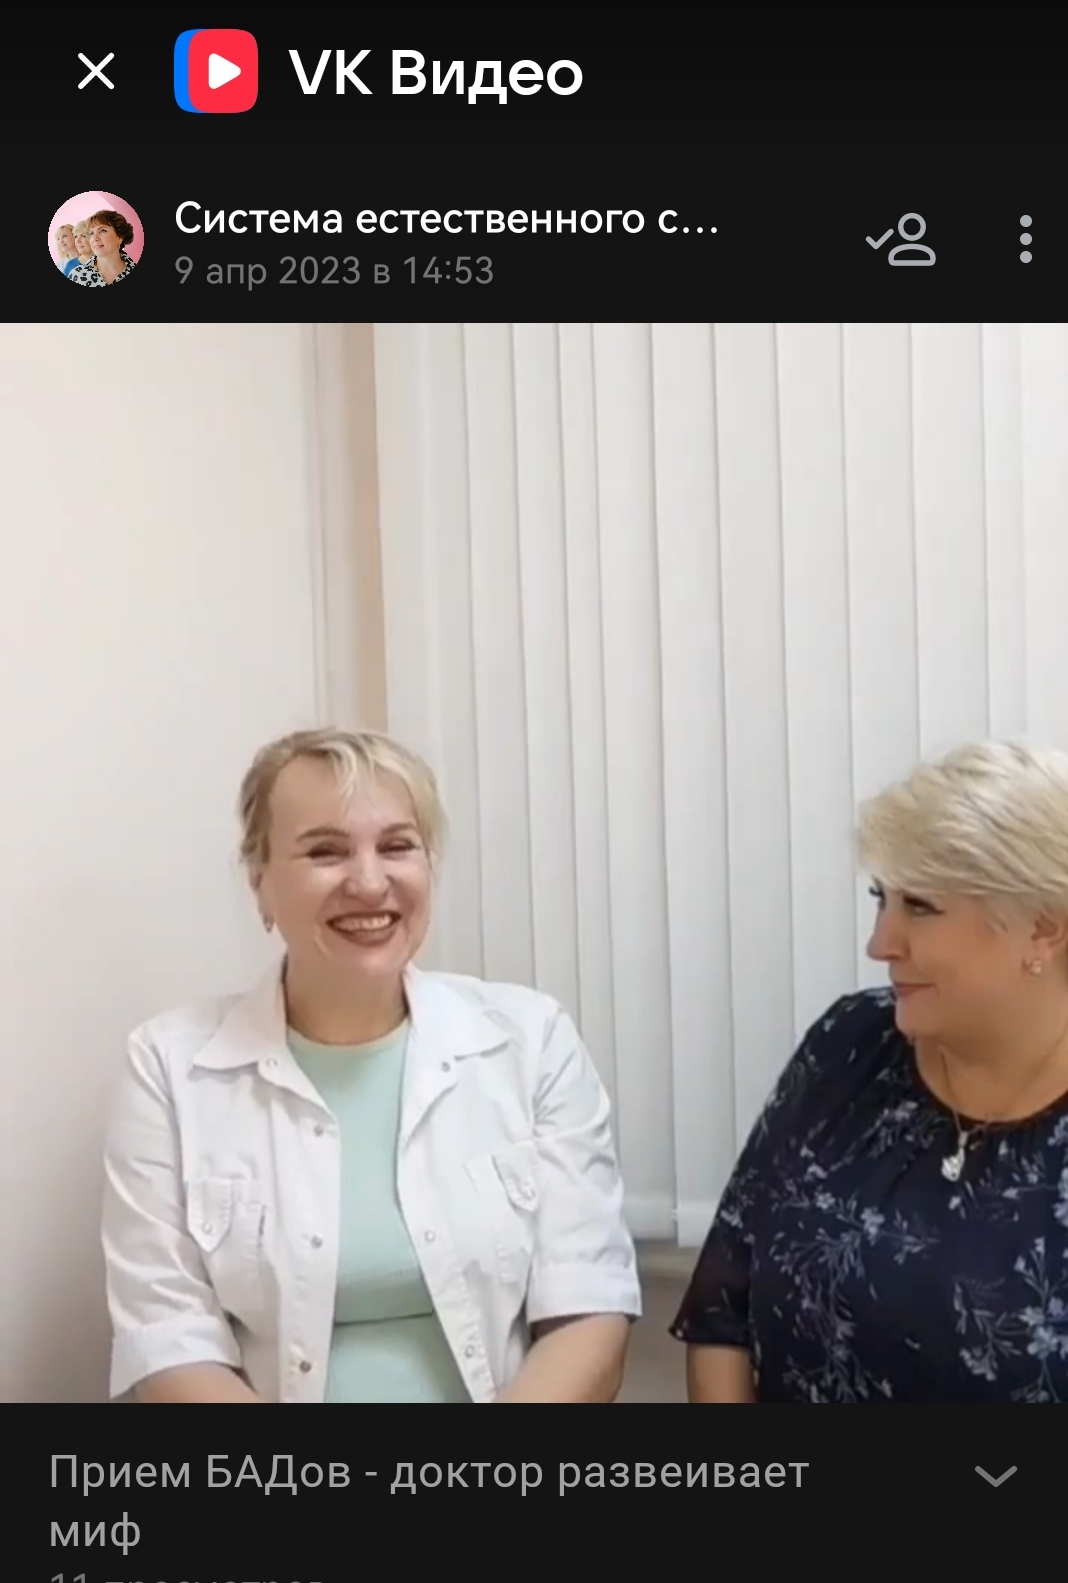 VK Видео
Система естественного с...
9 апр 2023 в 14:53
Прием БАДов - доктор развеивает
миф